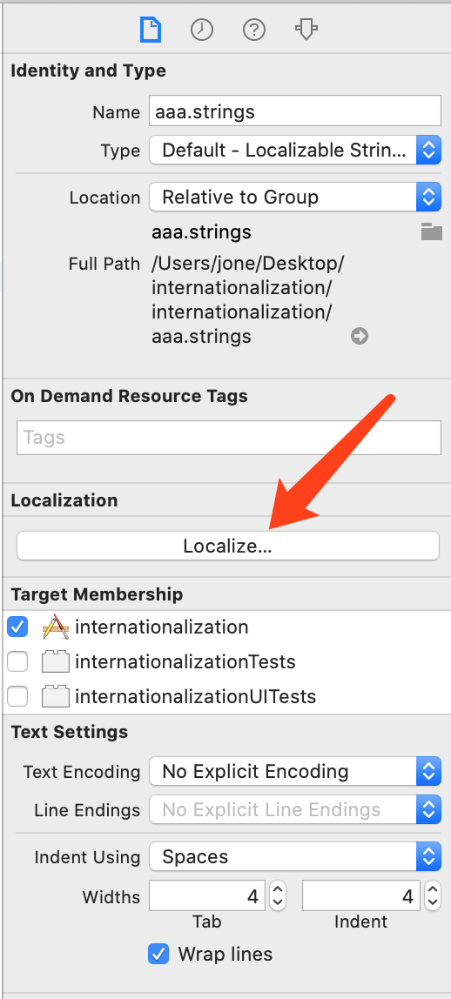 Identity and Type
Name aaa.strings
Type Default - Localizable Strin...
Location Relative to Group
aaa.strings
Full Path /Users/jone/Desktop/
internationalization/
internationalization/
aaa.strings
On Demand Resource Tags
Tags
Localization
Localize...
Target Membership
internationalization
internationalizationTests
internationalizationUITests
Text Settings
Text Encoding No Explicit Encoding
Line Endings No Explicit Line Endings
Indent Using Spaces
Widths 4 4
Tab Indent
Wrap lines